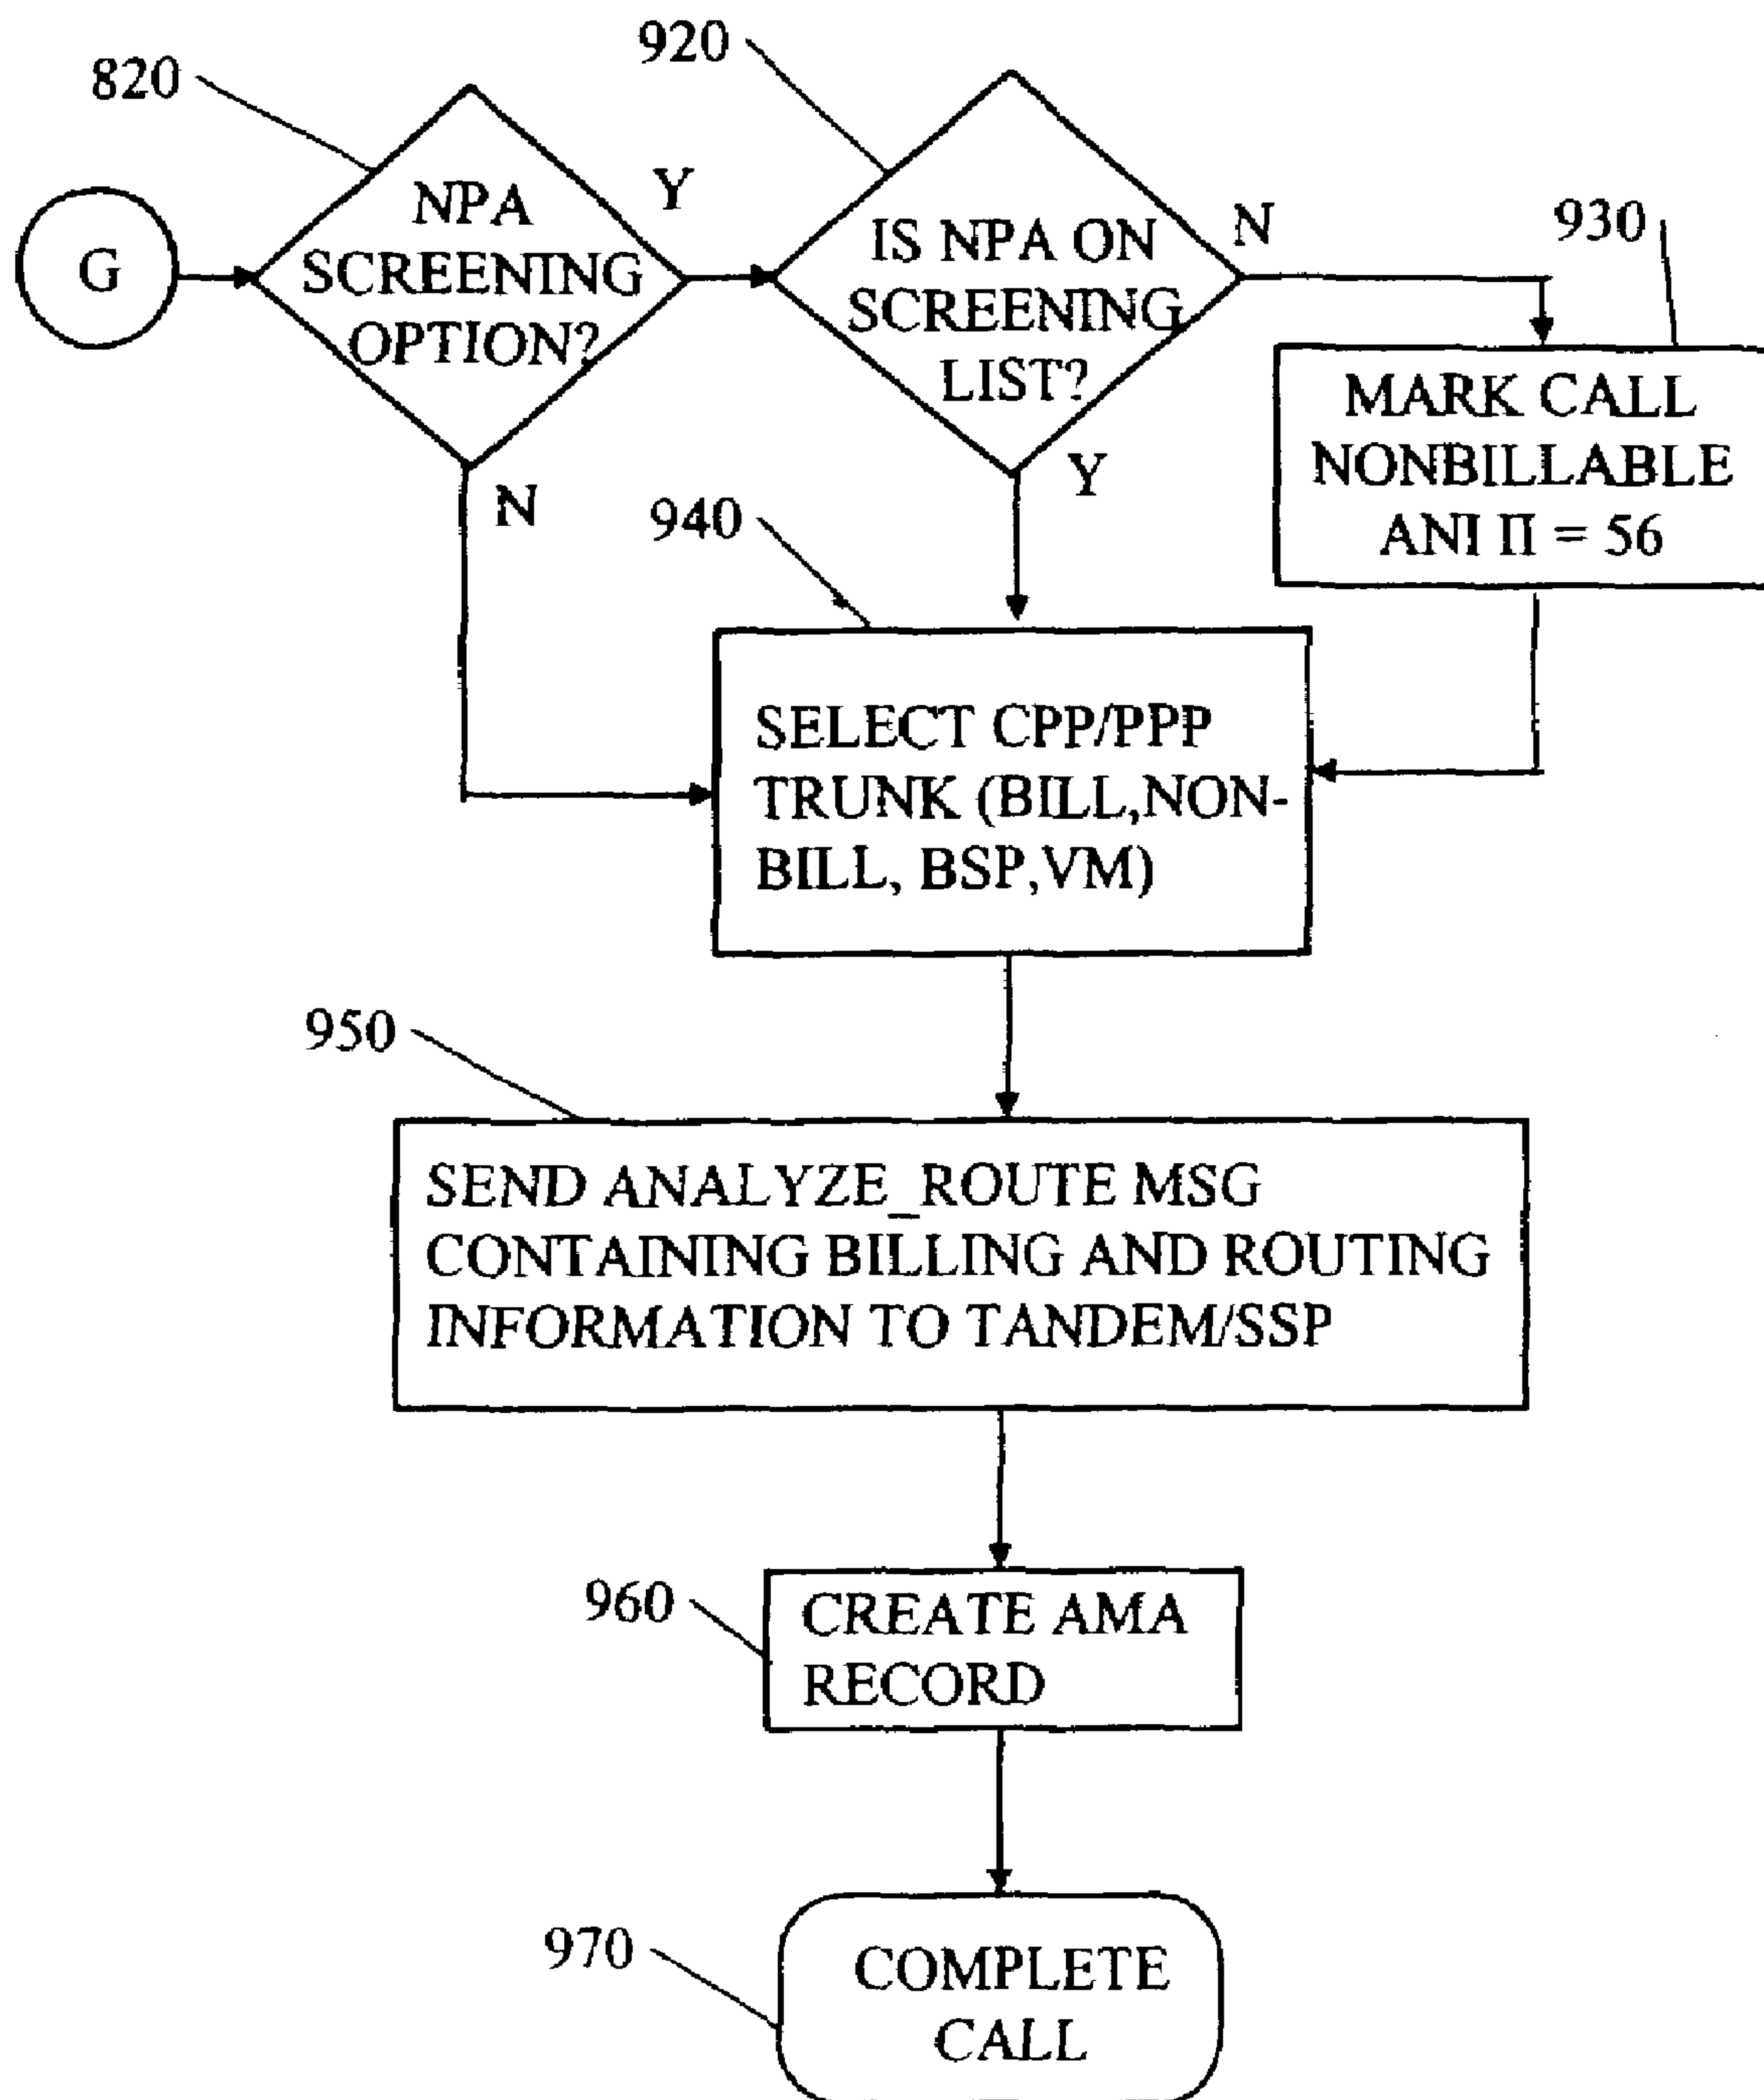 820
920
G
NPA
SCREENING
OPTION?
Y
N
IS NPA ON
SCREENING
LIST?
N
Y
930
MARK CALL
NONBILLABLE
ANI II = 56
940
SELECT CPP/PPP
TRUNK (BILL,NON-
BILL, BSP,VM)
950
SEND ANALYZE_ROUTE MSG
CONTAINING BILLING AND ROUTING
INFORMATION TO TANDEM/SSP
960
CREATE AMA
RECORD
970
COMPLETE
CALL